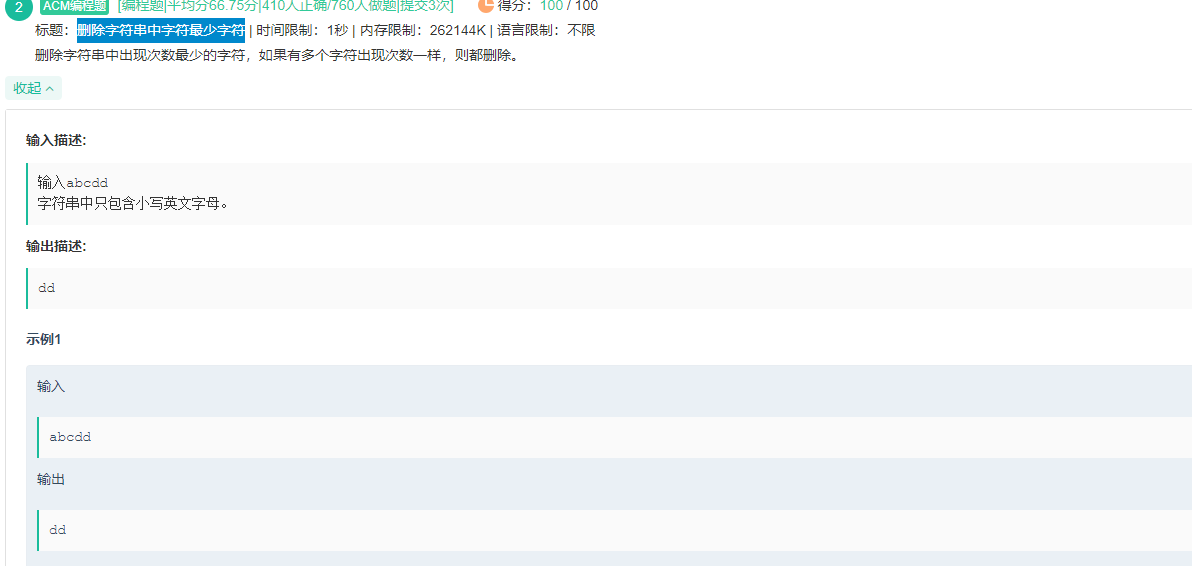 2 ACM编程题 [编程题|平均分66.75分|410人正确/760人做题|提交3次] 得分：100 / 100
标题：删除字符串中字符最少字符 | 时间限制：1秒 | 内存限制：262144K | 语言限制：不限
删除字符串中出现次数最少的字符，如果有多个字符出现次数一样，则都删除。
收起
输入描述:
输入abcdd
字符串中只包含小写英文字母。
输出描述:
dd
示例1
输入
abcdd
输出
dd